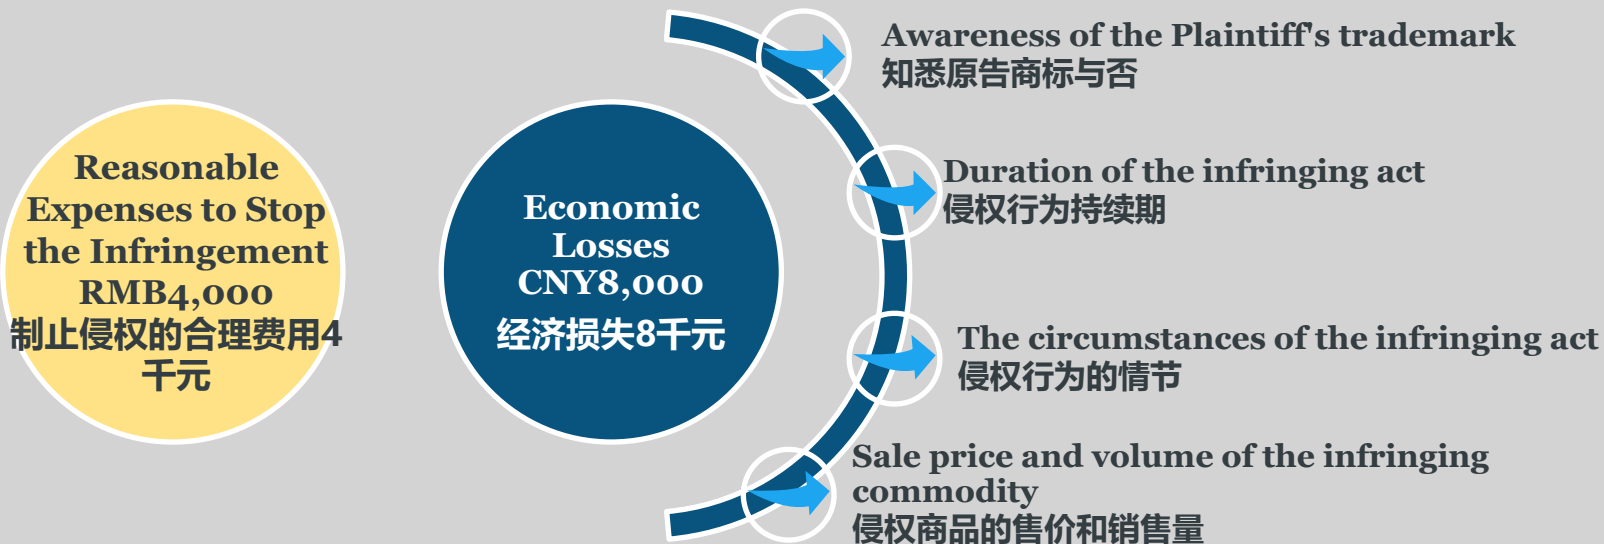 Reasonable
Expenses to Stop
the Infringement
RMB4,000
制止侵权的合理费用4
千元
Economic
Losses
CNY8,000
经济损失8千元
Awareness of the Plaintiff's trademark
知悉原告商标与否
Duration of the infringing act
侵权行为持续期
The circumstances of the infringing act
侵权行为的情节
Sale price and volume of the infringing
commodity
侵权商品的售价和销售量